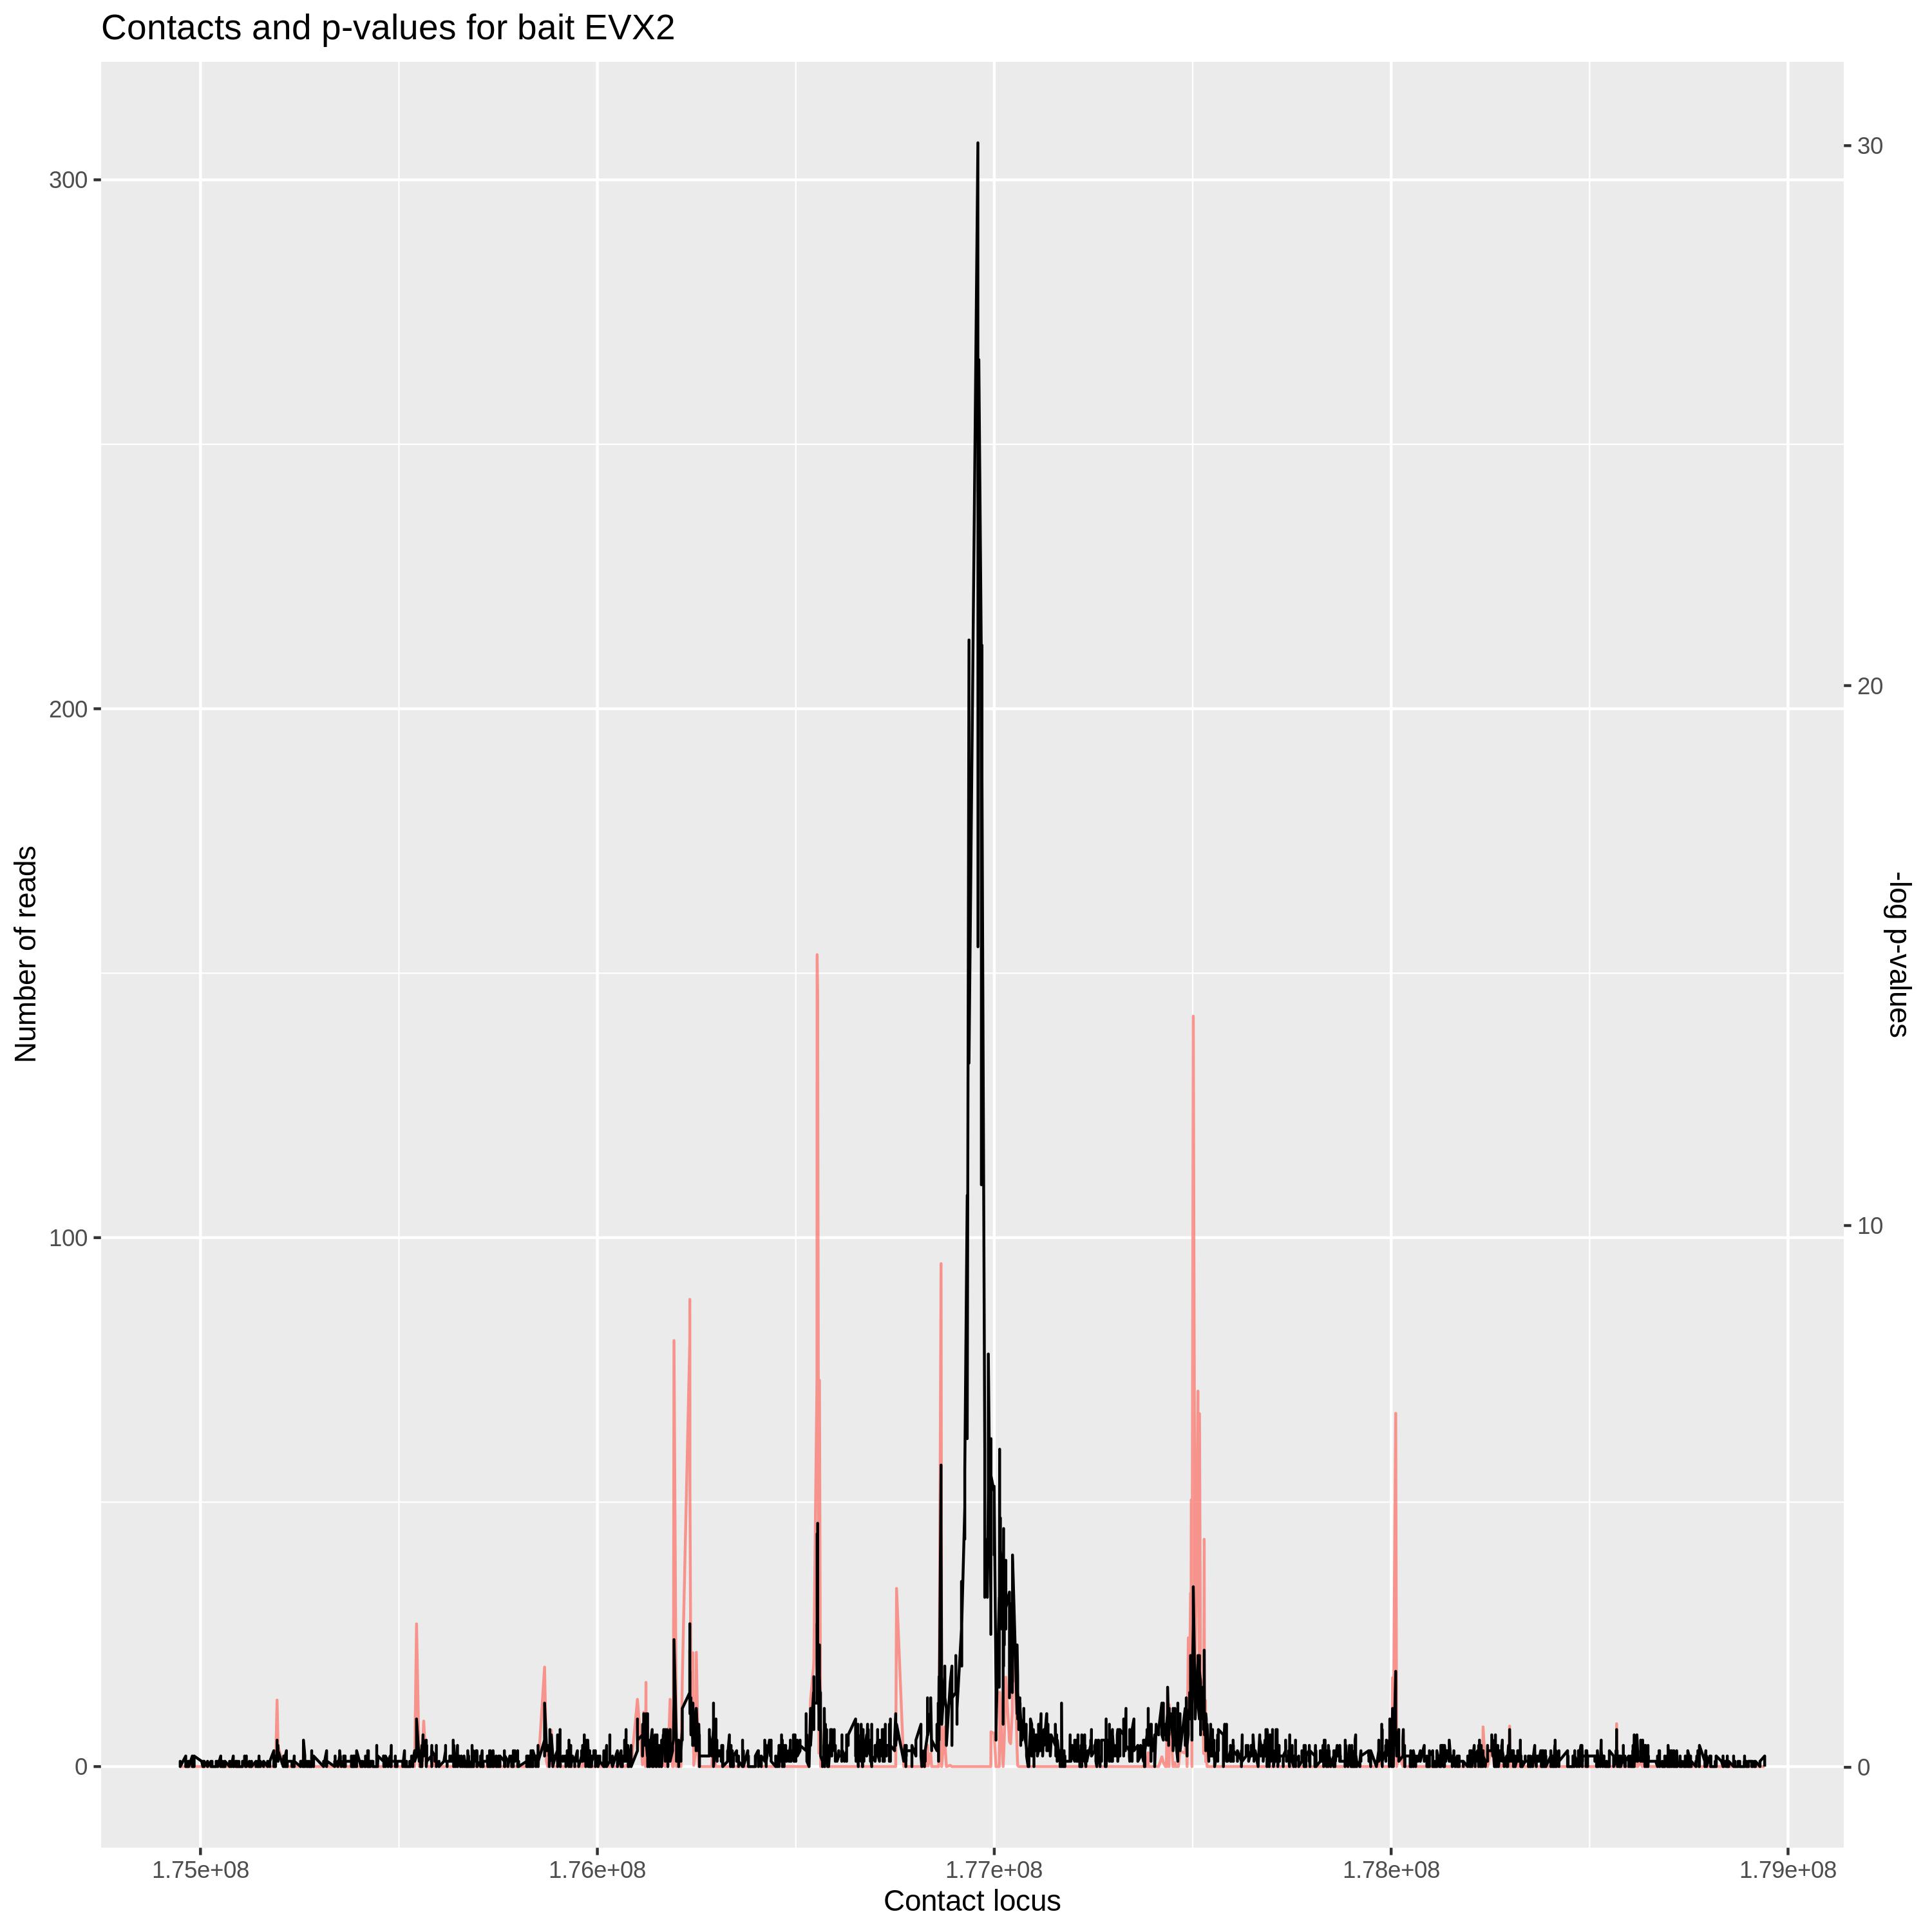 Contacts and p-values for bait EVX2
300
200
100
0
Number of reads
30
20
10
0
-log p-values
1.75e+08
1.76e+08
1.77e+08
1.78e+08
1.79e+08
Contact locus